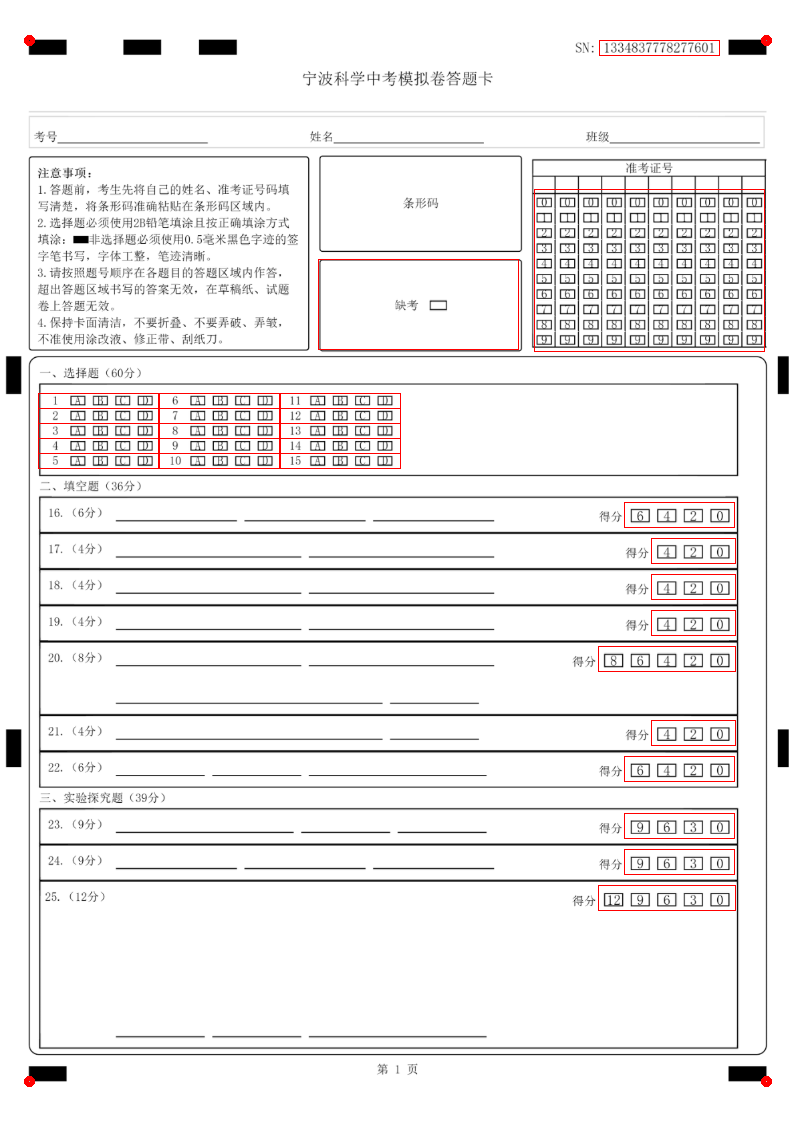 SN: 1334837778277601
宁波科学中考模拟卷答题卡
考号 姓名 班级
注意事项:
1.答题前，考生先将自己的姓名、准考证号码填
写清楚，将条形码准确粘贴在条形码区域内。
2.选择题必须使用2B铅笔填涂且按正确填涂方式
填涂：非选择题必须使用0.5毫米黑色字迹的签
字笔书写，字体工整，笔迹清晰。
3.请按照题号顺序在各题目的答题区域内作答，
超出答题区域书写的答案无效，在草稿纸、试题
卷上答题无效。
4.保持卡面清洁，不要折叠、不要弄破、弄皱，
不准使用涂改液、修正带、刮纸刀。
条形码
缺考
准考证号
0 0 0 0 0 0 0 0 0 0
1 1 1 1 1 1 1 1 1 1
2 2 2 2 2 2 2 2 2 2
3 3 3 3 3 3 3 3 3 3
4 4 4 4 4 4 4 4 4 4
5 5 5 5 5 5 5 5 5 5
6 6 6 6 6 6 6 6 6 6
7 7 7 7 7 7 7 7 7 7
8 8 8 8 8 8 8 8 8 8
9 9 9 9 9 9 9 9 9 9
一、选择题（60分）
1 A B C D 6 A B C D 11 A B C D
2 A B C D 7 A B C D 12 A B C D
3 A B C D 8 A B C D 13 A B C D
4 A B C D 9 A B C D 14 A B C D
5 A B C D 10 A B C D 15 A B C D
二、填空题（36分）
16.（6分） 得分 6 4 2 0
17.（4分） 得分 4 2 0
18.（4分） 得分 4 2 0
19.（4分） 得分 4 2 0
20.（8分） 得分 8 6 4 2 0
21.（4分） 得分 4 2 0
22.（6分） 得分 6 4 2 0
三、实验探究题（39分）
23.（9分） 得分 9 6 3 0
24.（9分） 得分 9 6 3 0
25.（12分） 得分 12 9 6 3 0
第 1 页